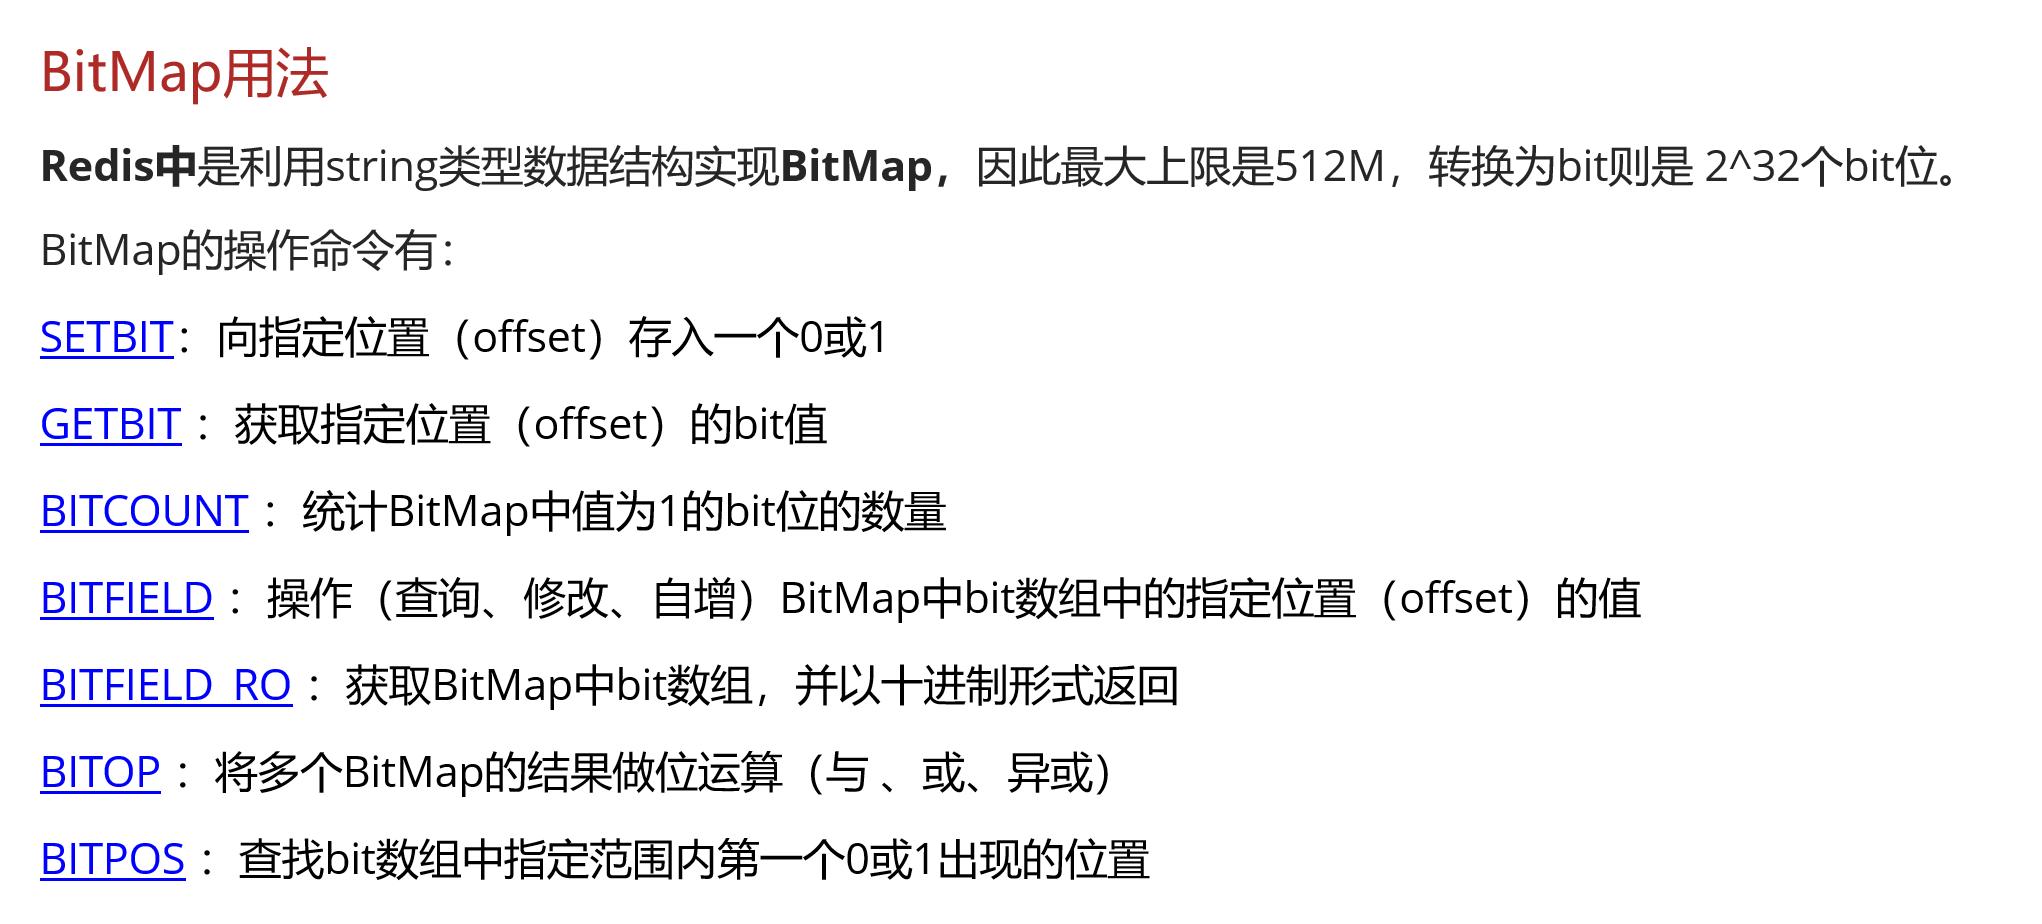 BitMap用法
Redis中是利用string类型数据结构实现BitMap，因此最大上限是512M，转换为bit则是 2^32个bit位。
BitMap的操作命令有：
SETBIT：向指定位置（offset）存入一个0或1
GETBIT ：获取指定位置（offset）的bit值
BITCOUNT ：统计BitMap中值为1的bit位的数量
BITFIELD ：操作（查询、修改、自增）BitMap中bit数组中的指定位置（offset）的值
BITFIELD_RO ：获取BitMap中bit数组，并以十进制形式返回
BITOP ：将多个BitMap的结果做位运算（与 、或、异或）
BITPOS ：查找bit数组中指定范围内第一个0或1出现的位置